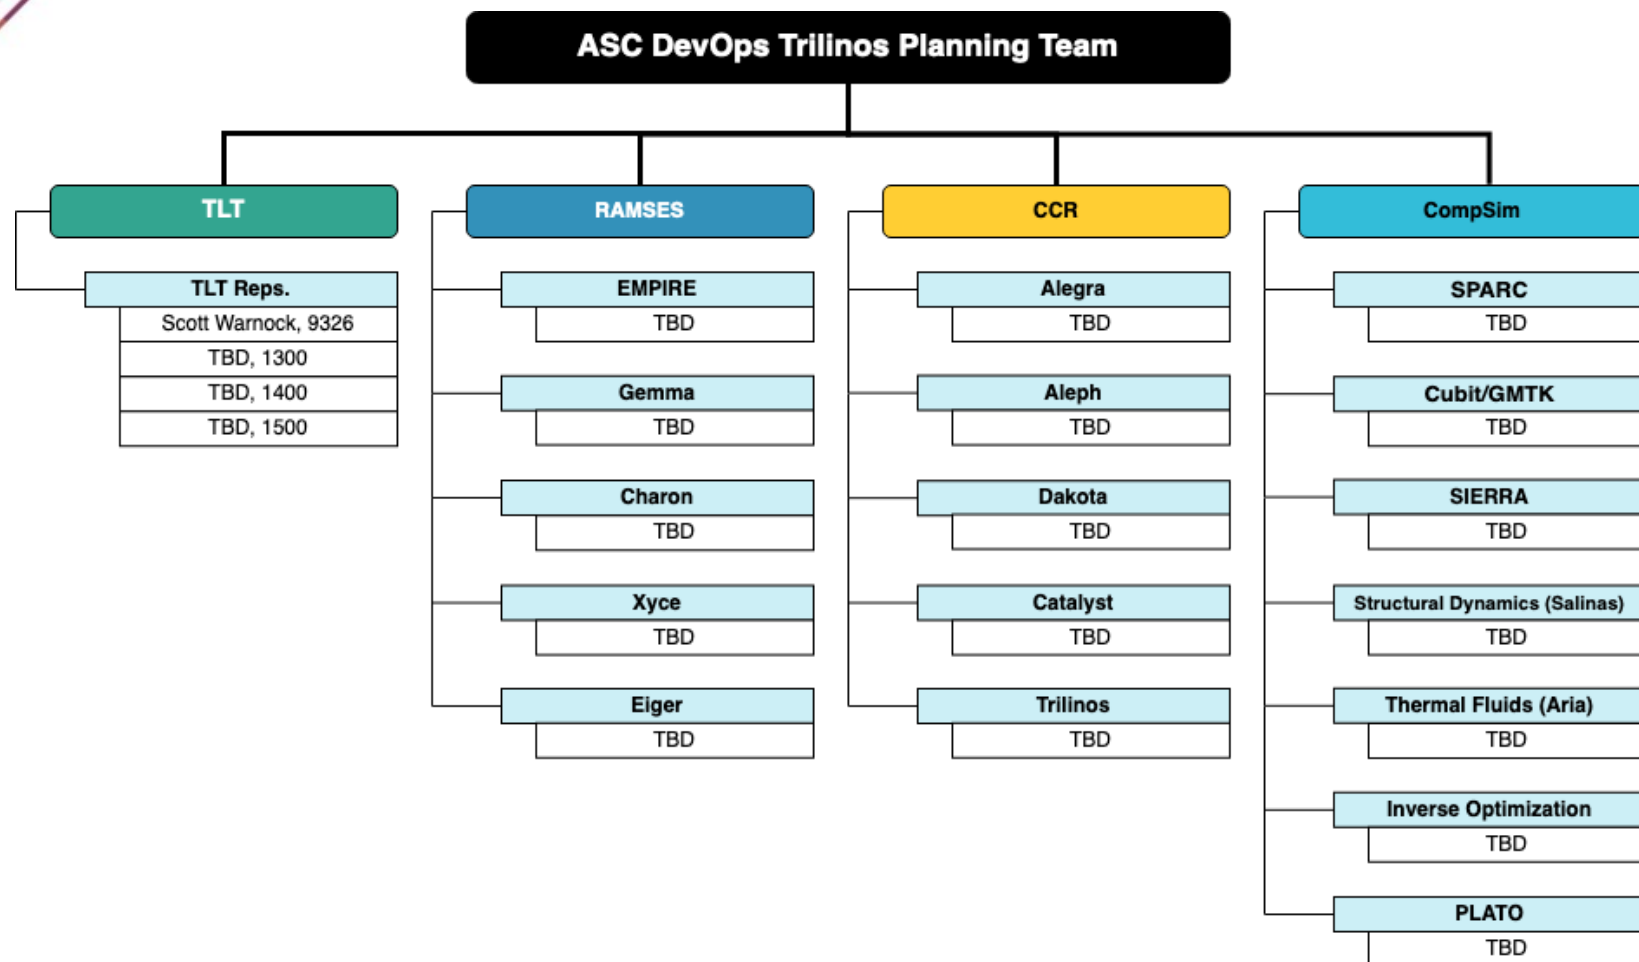 ASC DevOps Trilinos Planning Team
TLT
TLT Reps.
Scott Warnock, 9326
TBD, 1300
TBD, 1400
TBD, 1500
RAMSES
EMPIRE
TBD
Gemma
TBD
Charon
TBD
Xyce
TBD
Eiger
TBD
CCR
Alegra
TBD
Aleph
TBD
Dakota
TBD
Catalyst
TBD
Trilinos
TBD
CompSim
SPARC
TBD
Cubit/GMTK
TBD
SIERRA
TBD
Structural Dynamics (Salinas)
TBD
Thermal Fluids (Aria)
TBD
Inverse Optimization
TBD
PLATO
TBD